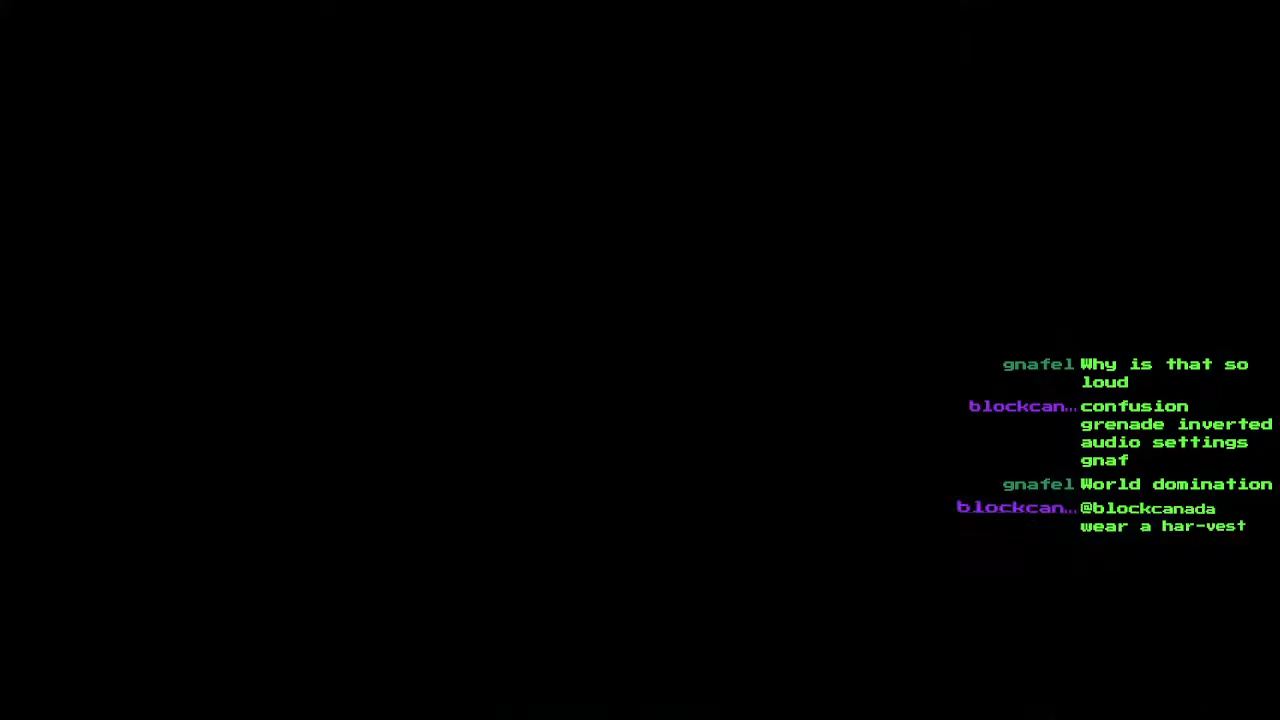 gnafel Why is that so
loud
blockcan… confusion
grenade inverted
audio settings
gnaf
gnafel World domination
blockcan… @blockcanada
wear a har-vest